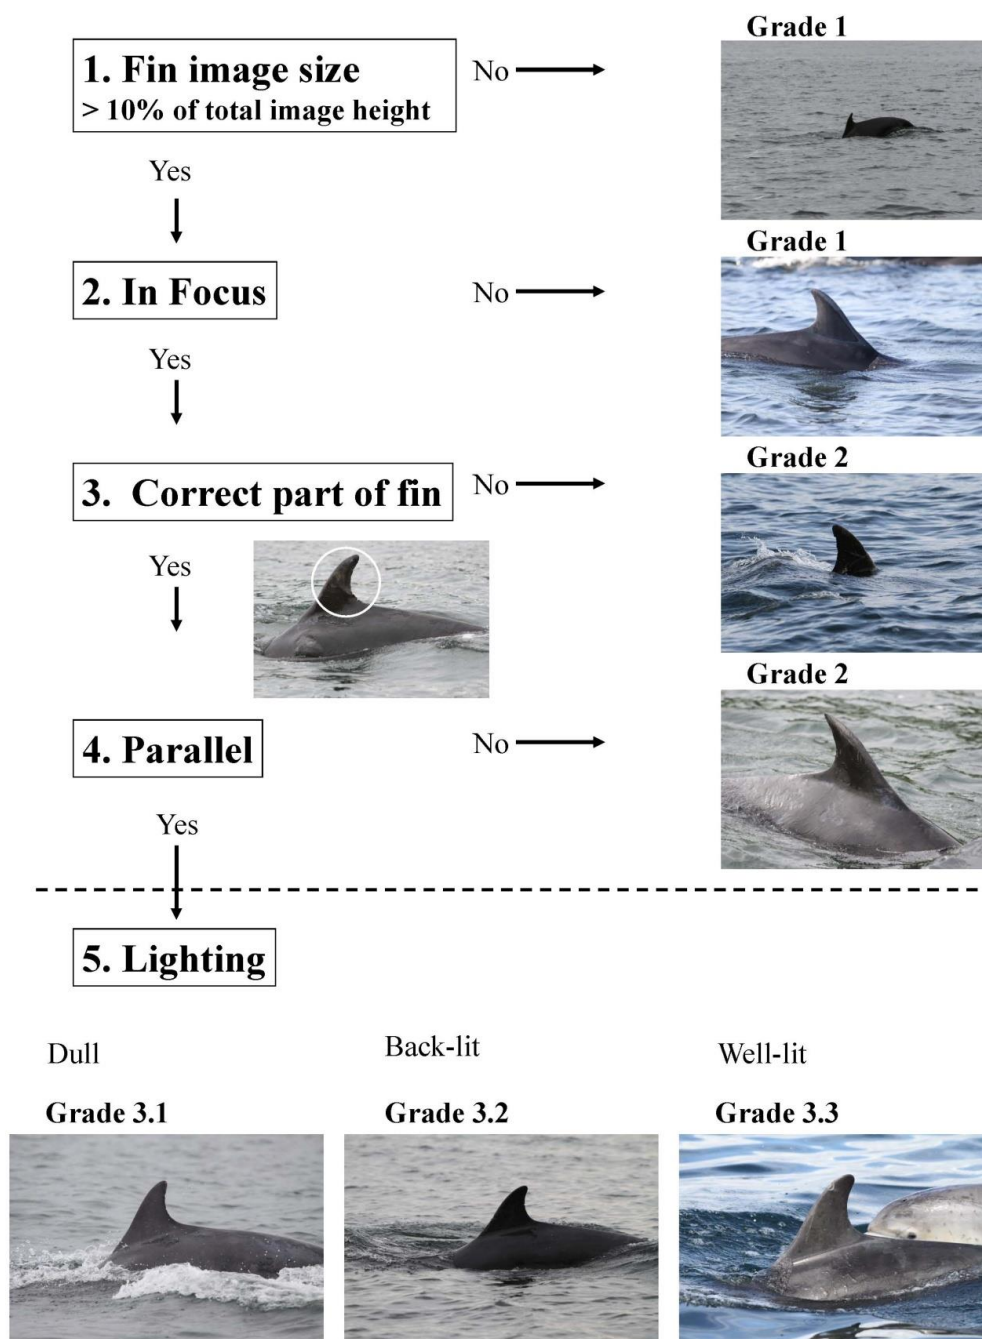 Grade 1
1. Fin image size
> 10% of total image height
No
Yes
Grade 1
2. In Focus
No
Yes
Grade 2
3. Correct part of fin
No
Yes
Grade 2
4. Parallel
No
Yes
5. Lighting
Dull
Back-lit
Well-lit
Grade 3.1
Grade 3.2
Grade 3.3